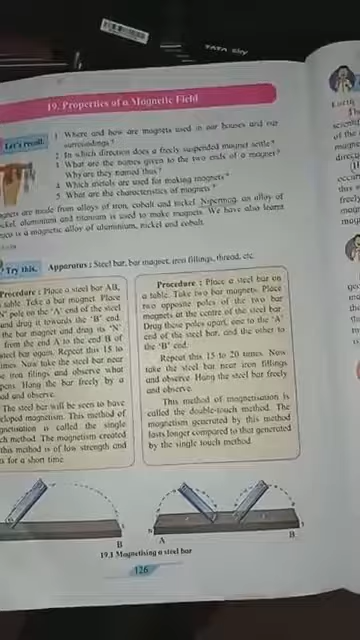 TATA Sky
19. Properties of a Magnetic Field
Let's recall.
1. Where and how are magnets used in our houses and our
surroundings ?
2. In which direction does a freely suspended magnet settle?
3. What are the names given to the two ends of a magnet?
Why are they named thus?
4. Which metals are used for making magnets?
5. What are the characteristics of magnets?
are made from alloys of iron, cobalt and nickel. Nipermag, an alloy of
nickel, aluminium and titanium is used to make magnets. We have also learnt
is a magnetic alloy of aluminium, nickel and cobalt.
Try this.
Apparatus : Steel bar, bar magnet, iron fillings, thread, etc.
Procedure : Place a steel bar AB,
table. Take a bar magnet. Place
'N' pole on the 'A' end of the steel
and drag it towards the 'B' end.
the bar magnet and drag its 'N'
from the end A to the end B of
steel bar again. Repeat this 15 to
times. Now take the steel bar near
iron filings and observe what
Hang the bar freely by a
and observe.
The steel bar will be seen to have
magnetism. This method of
is called the single
method. The magnetism created
this method is of low strength and
for a short time.
Procedure : Place a steel bar on
a table. Take two bar magnets. Place
two opposite poles of the two bar
magnets at the centre of the steel bar.
Drag these poles apart, one to the 'A'
end of the steel bar, and the other to
the 'B' end.
Repeat this 15 to 20 times. Now
take the steel bar near iron filings
and observe. Hang the steel bar freely
and observe.
This method of magnetisation is
called the double-touch method. The
magnetism generated by this method
lasts longer compared to that generated
by the single touch method.
B
A
B
19.1 Magnetising a steel bar
126